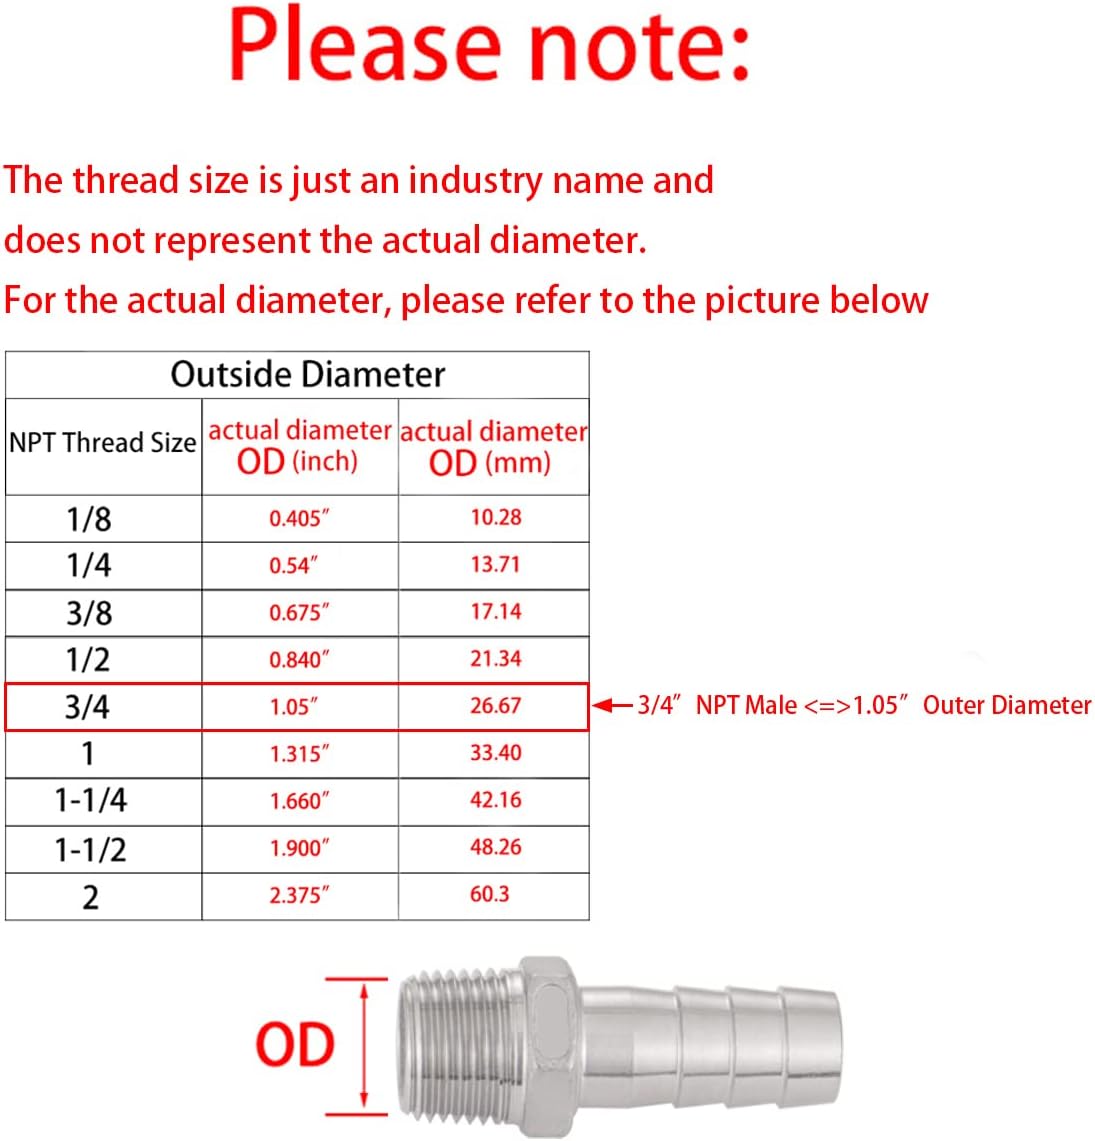 Please note:
The thread size is just an industry name and
does not represent the actual diameter.
For the actual diameter, please refer to the picture below
Outside Diameter
NPT Thread Size actual diameter OD (inch) actual diameter OD (mm)
1/8 0.405″ 10.28
1/4 0.54″ 13.71
3/8 0.675″ 17.14
1/2 0.840″ 21.34
3/4 1.05″ 26.67 3/4″ NPT Male <=>1.05″ Outer Diameter
1 1.315″ 33.40
1-1/4 1.660″ 42.16
1-1/2 1.900″ 48.26
2 2.375″ 60.3
OD